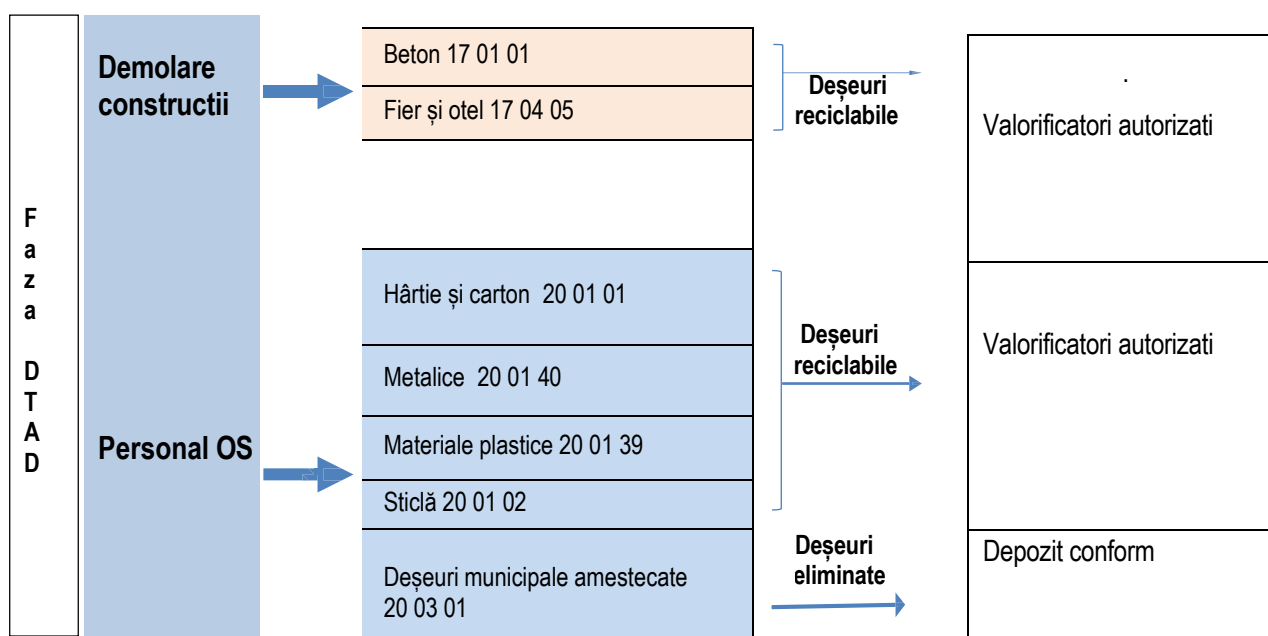 Faza DTAD
Demolare
constructii
Beton 17 01 01
Fier și otel 17 04 05
Deșeuri
reciclabile
.
Valorificatori autorizati
Personal OS
Hârtie și carton 20 01 01
Metalice 20 01 40
Materiale plastice 20 01 39
Sticlă 20 01 02
Deșeuri
reciclabile
Valorificatori autorizati
Deșeuri municipale amestecate
20 03 01
Deșeuri
eliminate
Depozit conform